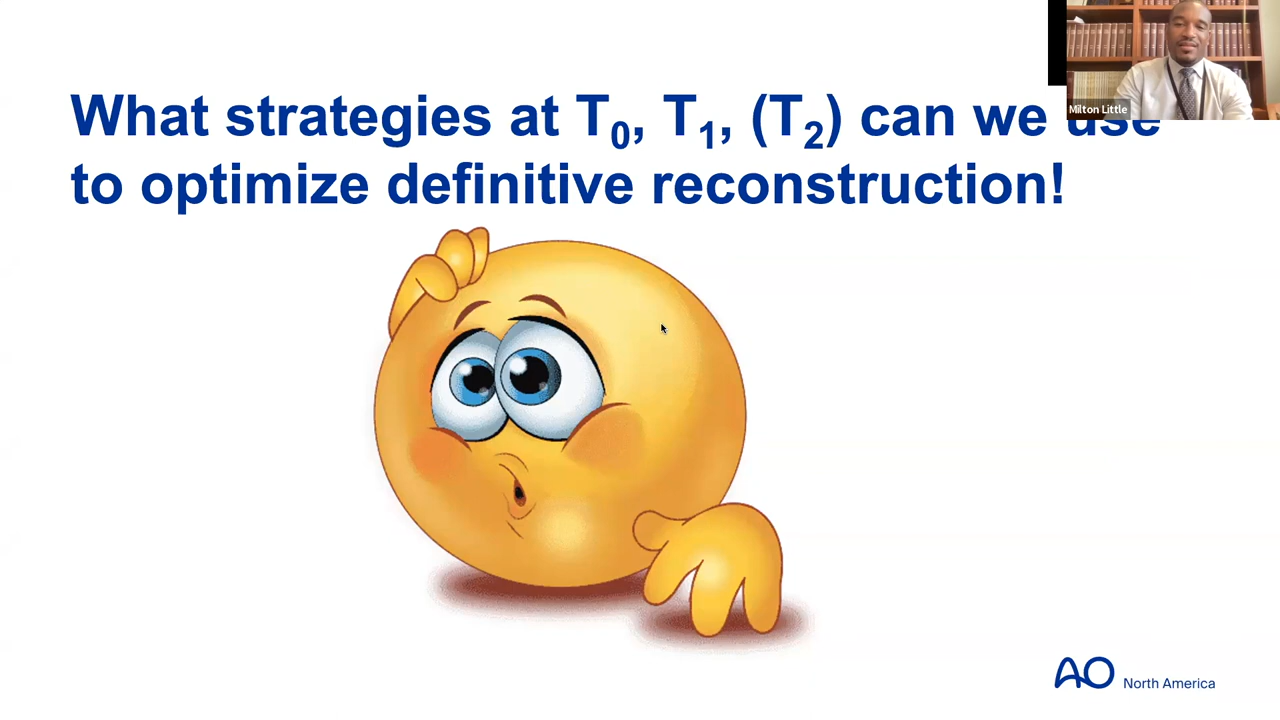 What strategies at T0, T1, (T2) can we use
to optimize definitive reconstruction!
Milton Little
AO North America